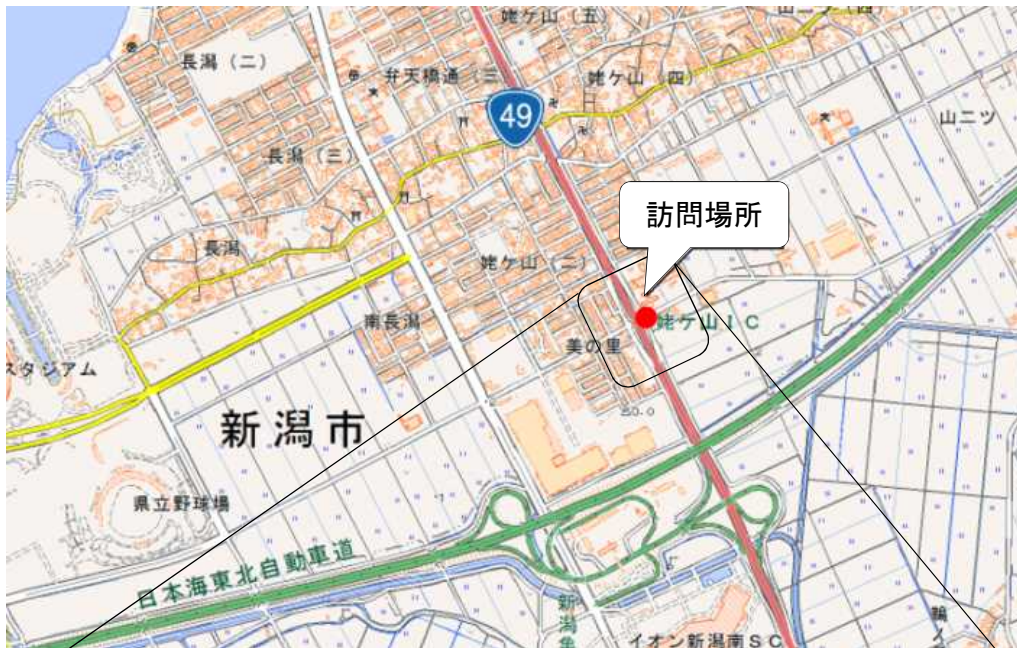 姥ケ山（五）
長潟（二）
弁天橋通（三
姥ケ山（四）
49
山二ツ
長潟（三）
訪問場所
長潟
姥ケ山（二）
姥ケ山ＩＣ
南長潟
美の里
スタジアム
新潟市
県立野球場
日本海東北自動車道
イオン新潟南ＳＣ